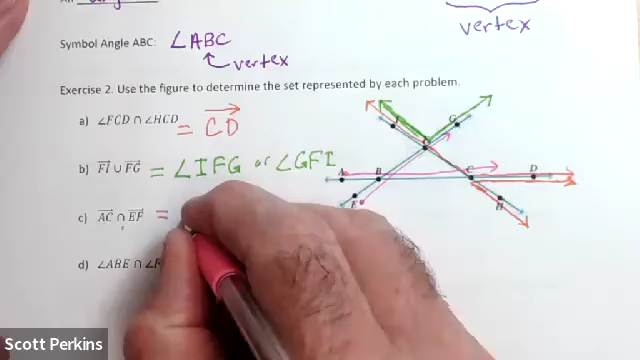 vertex
Symbol Angle ABC: ∠ABC
vertex
Exercise 2. Use the figure to determine the set represented by each problem.
a) ∠FCD ∩ ∠HCD = CD
b) FI ∪ FG = ∠IFG or ∠GFI
c) AC ∩ EF =
d) ∠ABE ∩ ∠F
I G
A B C D
E H
Scott Perkins